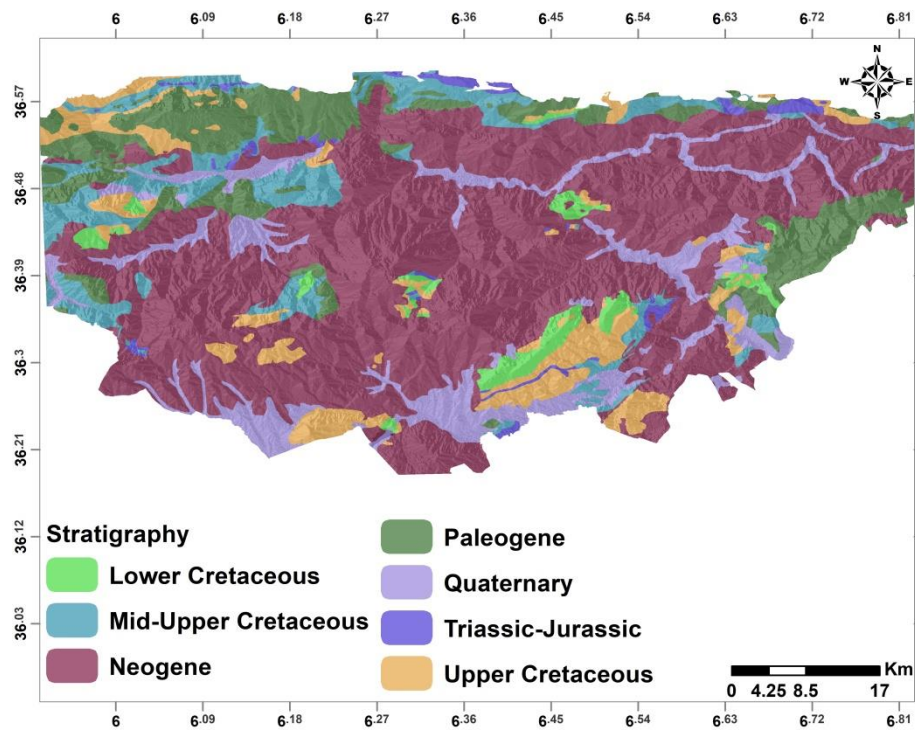 6 6.09 6.18 6.27 6.36 6.45 6.54 6.63 6.72 6.81
N
W E
S
36.57
36.48
36.39
36.3
36.21
36.12
36.03
Stratigraphy
Lower Cretaceous
Mid-Upper Cretaceous
Neogene
Paleogene
Quaternary
Triassic-Jurassic
Upper Cretaceous
Km
0 4.25 8.5 17
6 6.09 6.18 6.27 6.36 6.45 6.54 6.63 6.72 6.81